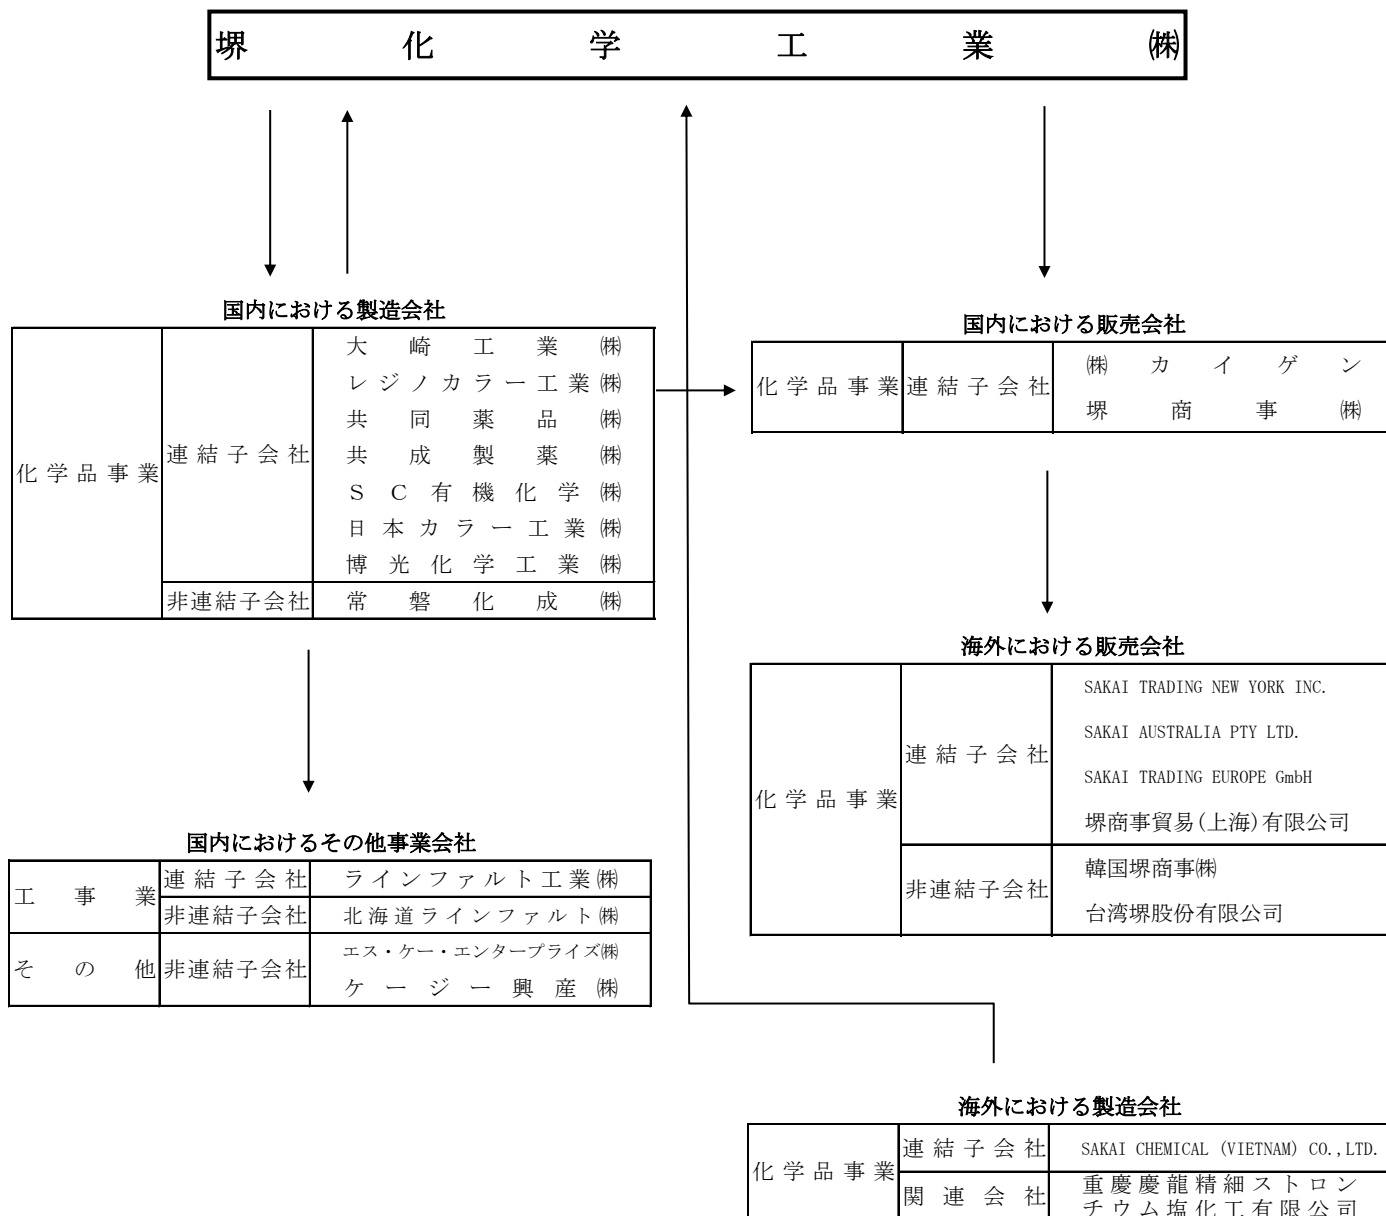 堺化学工業㈱
国内における製造会社
化学品事業
連結子会社
大崎工業㈱
レジノカラー工業㈱
共同薬品㈱
共成製薬㈱
SC有機化学㈱
日本カラー工業㈱
博光化学工業㈱
非連結子会社
常磐化成㈱
国内における販売会社
化学品事業
連結子会社
㈱カイゲン
堺商事㈱
海外における販売会社
化学品事業
連結子会社
SAKAI TRADING NEW YORK INC.
SAKAI AUSTRALIA PTY LTD.
SAKAI TRADING EUROPE GmbH
堺商事貿易(上海)有限公司
非連結子会社
韓国堺商事㈱
台湾堺股份有限公司
国内におけるその他事業会社
工事業
連結子会社
ラインファルト工業㈱
非連結子会社
北海道ラインファルト㈱
その他
非連結子会社
エス・ケー・エンタープライズ㈱
ケージー興産㈱
海外における製造会社
化学品事業
連結子会社
SAKAI CHEMICAL (VIETNAM) CO.,LTD.
関連会社
重慶慶龍精細ストロン
チウム塩化工有限公司